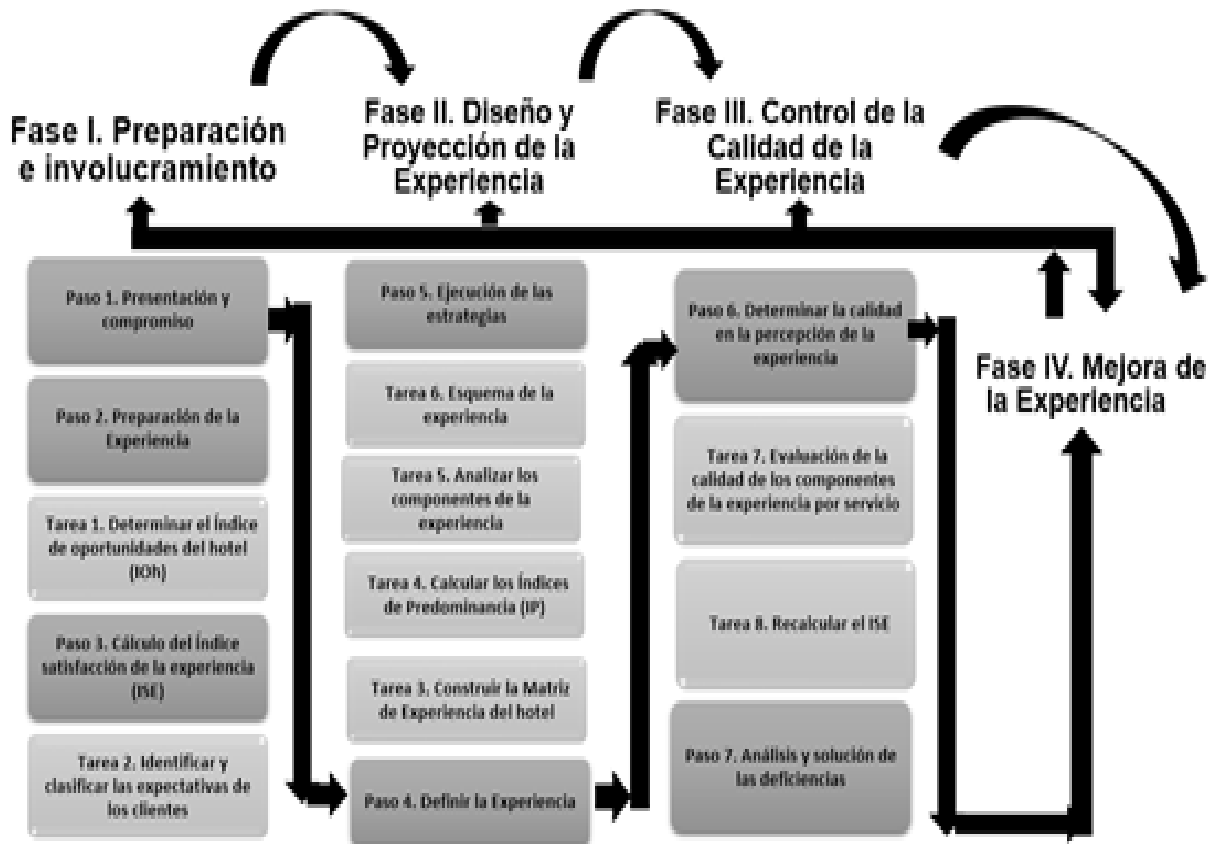 Fase I. Preparación
e involucramiento
Fase II. Diseño y
Proyección de la
Experiencia
Fase III. Control de la
Calidad de la
Experiencia
Paso 1. Presentación y
compromiso
Paso 2. Preparación de la
Experiencia
Tarea 1. Determinar el Índice
de oportunidades del hotel
(IOh)
Paso 3. Cálculo del Índice
satisfacción de la experiencia
(ISE)
Tarea 2. Identificar y
clasificar las expectativas de
los clientes
Paso 5. Ejecución de las
estrategias
Tarea 6. Esquema de la
experiencia
Tarea 5. Analizar los
componentes de la
experiencia
Tarea 4. Calcular los Índices
de Predominancia (IP)
Tarea 3. Construir la Matriz
de Experiencia del hotel
Paso 4. Definir la Experiencia
Paso 6. Determinar la calidad
en la percepción de la
experiencia
Tarea 7. Evaluación de la
calidad de los componentes
de la experiencia por servicio
Tarea 8. Recalcular el ISE
Paso 7. Análisis y solución de
las deficiencias
Fase IV. Mejora de
la Experiencia